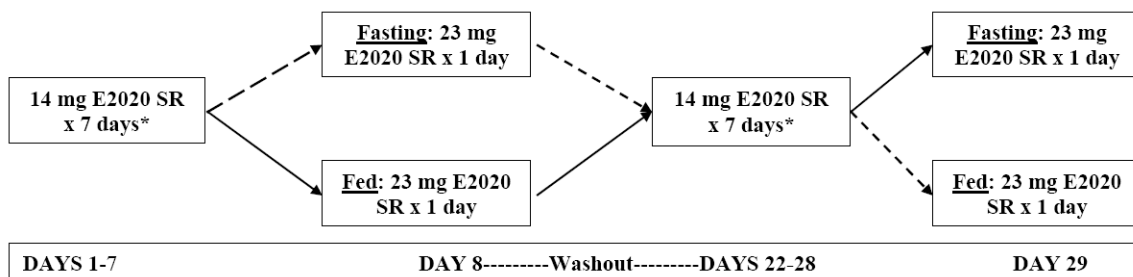 14 mg E2020 SR
x 7 days*
Fasting: 23 mg
E2020 SR x 1 day
Fed: 23 mg E2020
SR x 1 day
14 mg E2020 SR
x 7 days*
Fasting: 23 mg
E2020 SR x 1 day
Fed: 23 mg E2020
SR x 1 day
DAYS 1-7 DAY 8---------Washout---------DAYS 22-28 DAY 29